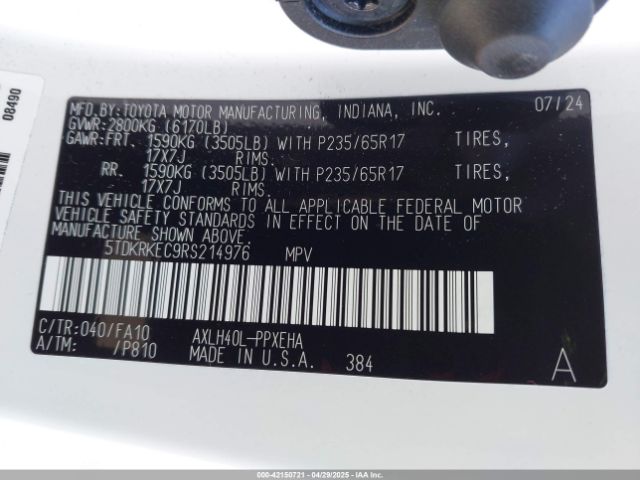 08490
MFD.BY:TOYOTA MOTOR MANUFACTURING, INDIANA, INC. 07/24
GVWR:2800KG (6170LB)
GAWR:FRT. 1590KG (3505LB) WITH P235/65R17 TIRES,
17X7J RIMS.
RR. 1590KG (3505LB) WITH P235/65R17 TIRES,
17X7J RIMS.
THIS VEHICLE CONFORMS TO ALL APPLICABLE FEDERAL MOTOR
VEHICLE SAFETY STANDARDS IN EFFECT ON THE DATE OF
MANUFACTURE SHOWN ABOVE.
5TDKRKEC9RS214976 MPV
C/TR:040/FA10 AXLH40L-PPXEHA
A/TM: /P810 MADE IN U.S.A. 384 A
000-42150721 04/29/2025 IAAI.COM